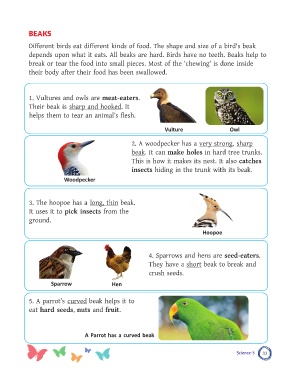 BEAKS
Different birds eat different kinds of food. The shape and size of a bird's beak
depends upon what it eats. All beaks are hard. Birds have no teeth. Beaks help to
break or tear the food into small pieces. Most of the 'chewing' is done inside
their body after their food has been swallowed.
1. Vultures and owls are meat-eaters.
Their beak is sharp and hooked. It
helps them to tear an animal's flesh.
Vulture
Owl
2. A woodpecker has a very strong, sharp
beak. It can make holes in hard tree trunks.
This is how it makes its nest. It also catches
insects hiding in the trunk with its beak.
Woodpecker
3. The hoopoe has a long, thin beak.
It uses it to pick insects from the
ground.
Hoopoe
4. Sparrows and hens are seed-eaters.
They have a short beak to break and
crush seeds.
Sparrow
Hen
5. A parrot's curved beak helps it to
eat hard seeds, nuts and fruit.
A Parrot has a curved beak
Science-5
33